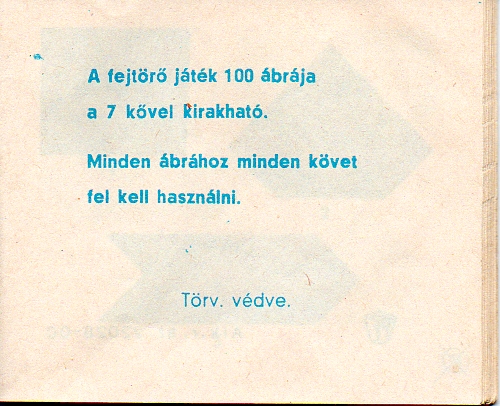 A fejtörő játék 100 ábrája
a 7 kővel kirakható.
Minden ábrához minden követ
fel kell használni.
Törv. védve.